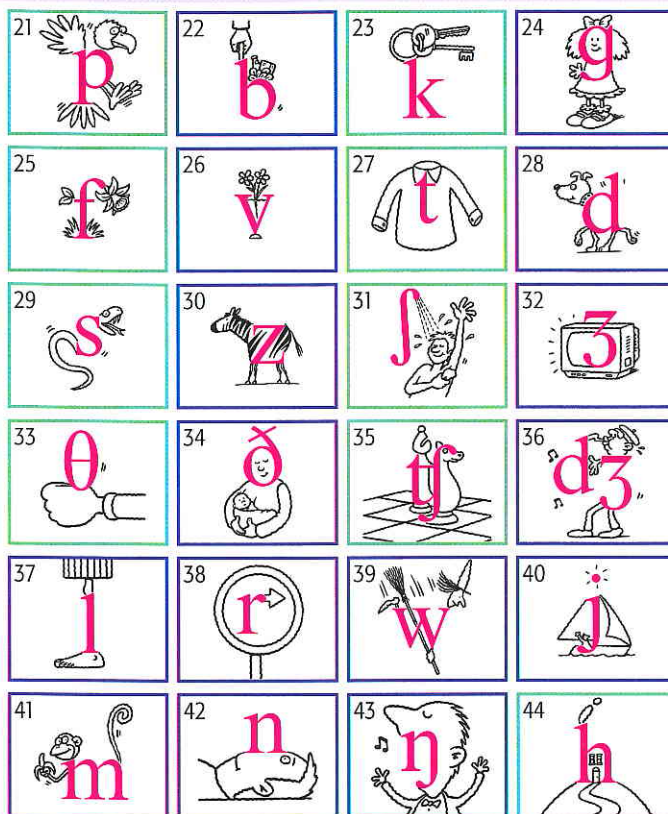 21 p 22 b 23 k 24 g
25 f 26 v 27 t 28 d
29 s 30 z 31 ʃ 32 ʒ
33 θ 34 ð 35 tʃ 36 dʒ
37 l 38 r 39 w 40 j
41 m 42 n 43 ŋ 44 h